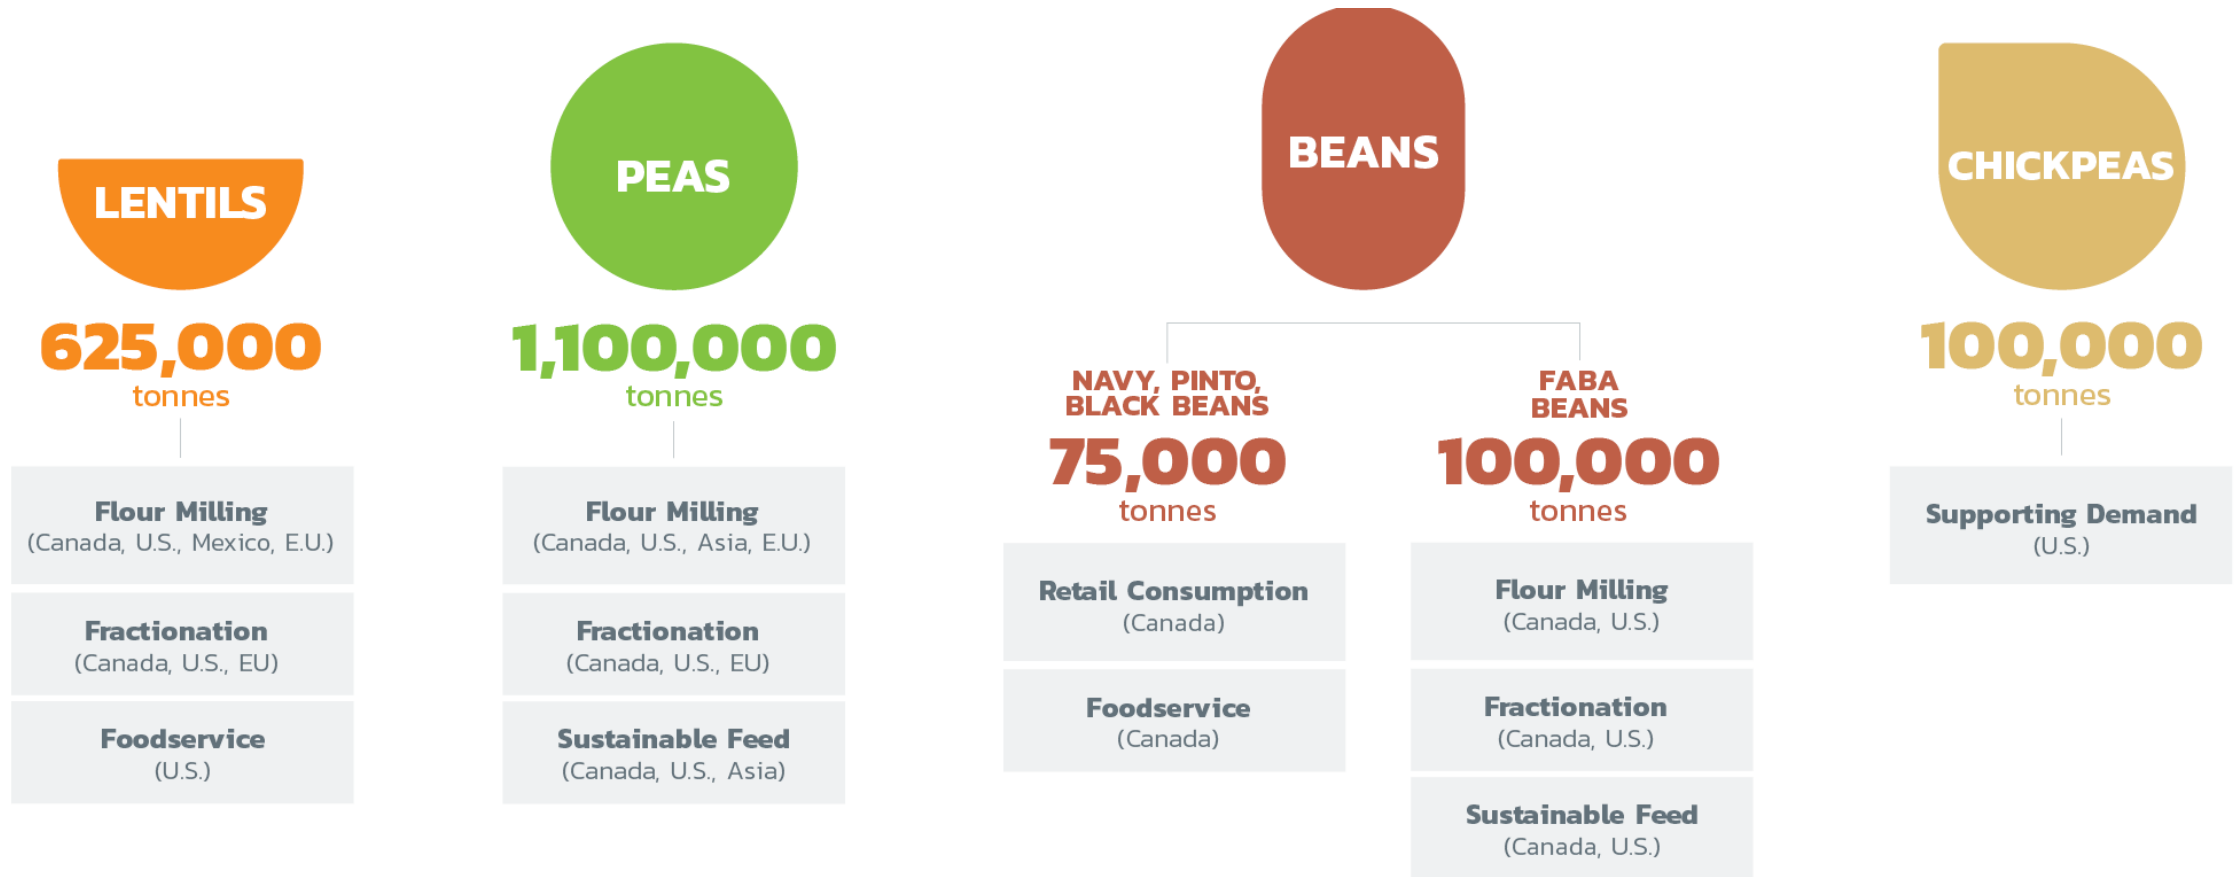 LENTILS
625,000
tonnes
Flour Milling
(Canada, U.S., Mexico, E.U.)
Fractionation
(Canada, U.S., EU)
Foodservice
(U.S.)
PEAS
1,100,000
tonnes
Flour Milling
(Canada, U.S., Asia, E.U.)
Fractionation
(Canada, U.S., EU)
Sustainable Feed
(Canada, U.S., Asia)
BEANS
NAVY, PINTO,
BLACK BEANS
75,000
tonnes
Retail Consumption
(Canada)
Foodservice
(Canada)
FABA
BEANS
100,000
tonnes
Flour Milling
(Canada, U.S.)
Fractionation
(Canada, U.S.)
Sustainable Feed
(Canada, U.S.)
CHICKPEAS
100,000
tonnes
Supporting Demand
(U.S.)